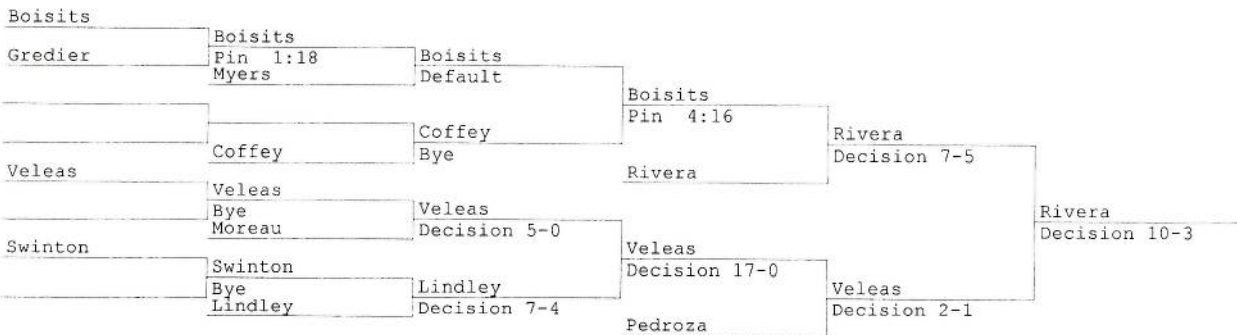 Boisits
Gredier
Veleas
Swinton
Boisits
Pin 1:18
Myers
Coffey
Veleas
Bye
Moreau
Swinton
Bye
Lindley
Boisits
Default
Coffey
Bye
Veleas
Decision 5-0
Lindley
Decision 7-4
Boisits
Pin 4:16
Rivera
Veleas
Decision 17-0
Pedroza
Rivera
Decision 7-5
Veleas
Decision 2-1
Rivera
Decision 10-3